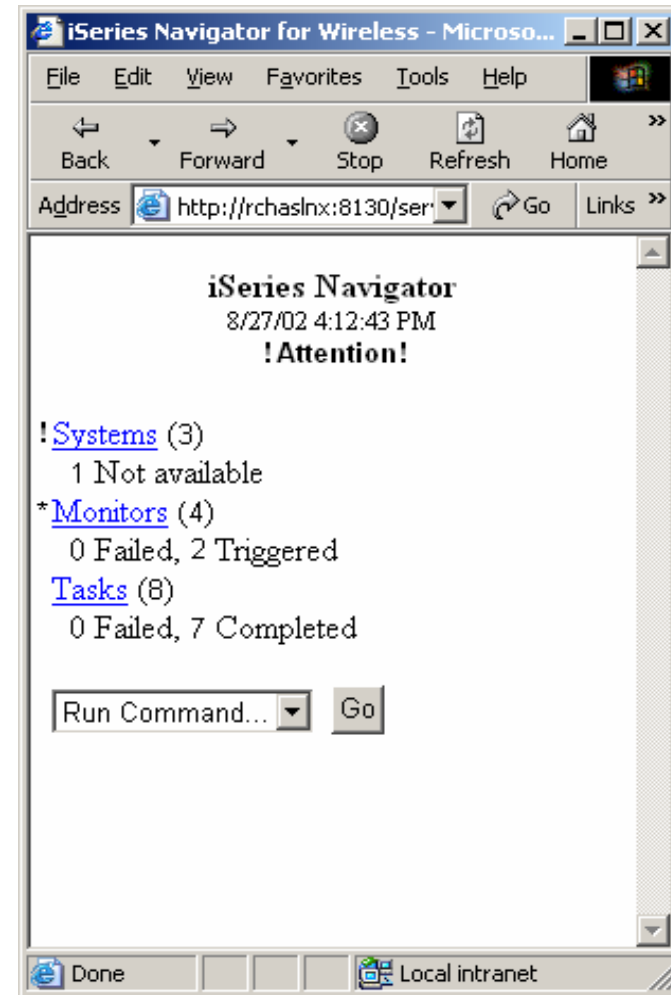 iSeries Navigator for Wireless - Microso...
File Edit View Favorites Tools Help
Back Forward Stop Refresh Home »
Address http://rchaslnx:8130/ser Go Links »
iSeries Navigator
8/27/02 4:12:43 PM
!Attention!
!Systems (3)
1 Not available
*Monitors (4)
0 Failed, 2 Triggered
Tasks (8)
0 Failed, 7 Completed
Run Command... Go
Done Local intranet